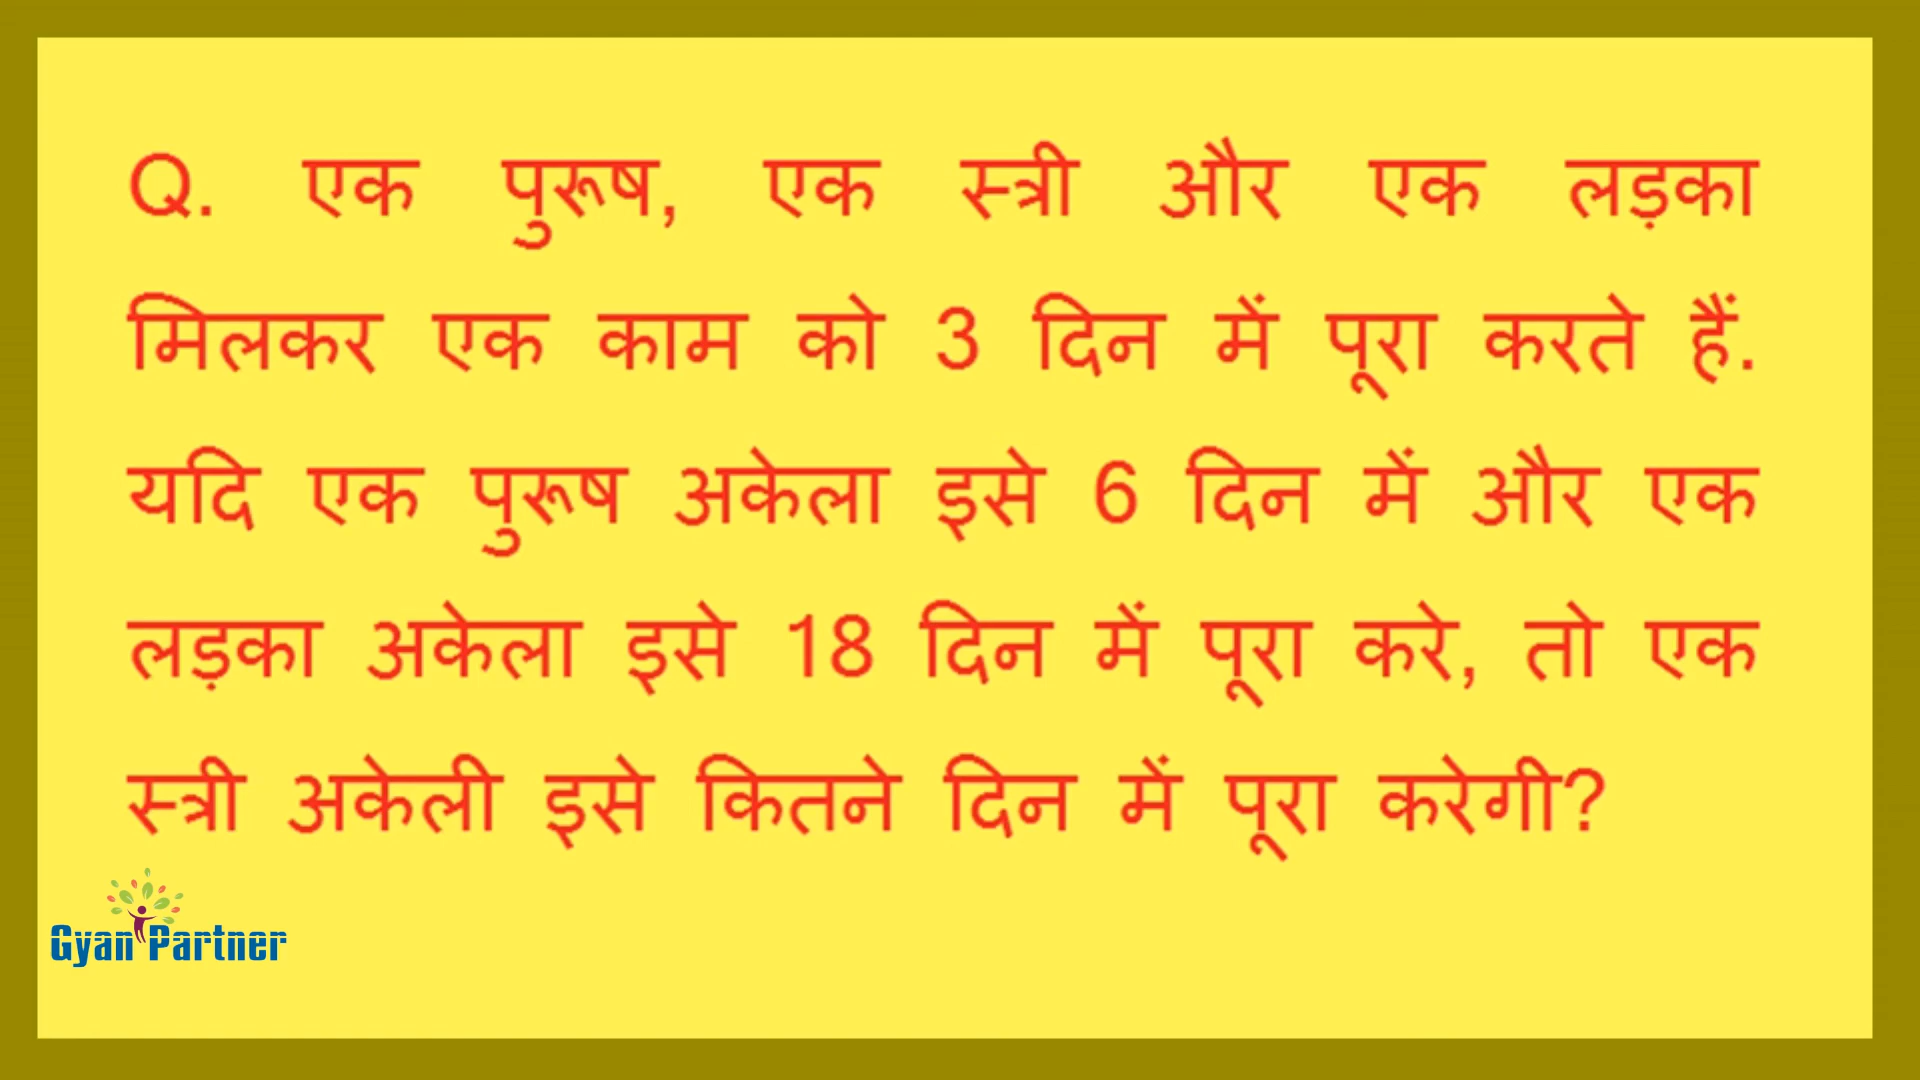 Q. एक पुरूष, एक स्त्री और एक लड़का
मिलकर एक काम को 3 दिन में पूरा करते हैं.
यदि एक पुरूष अकेला इसे 6 दिन में और एक
लड़का अकेला इसे 18 दिन में पूरा करे, तो एक
स्त्री अकेली इसे कितने दिन में पूरा करेगी?
Gyan Partner